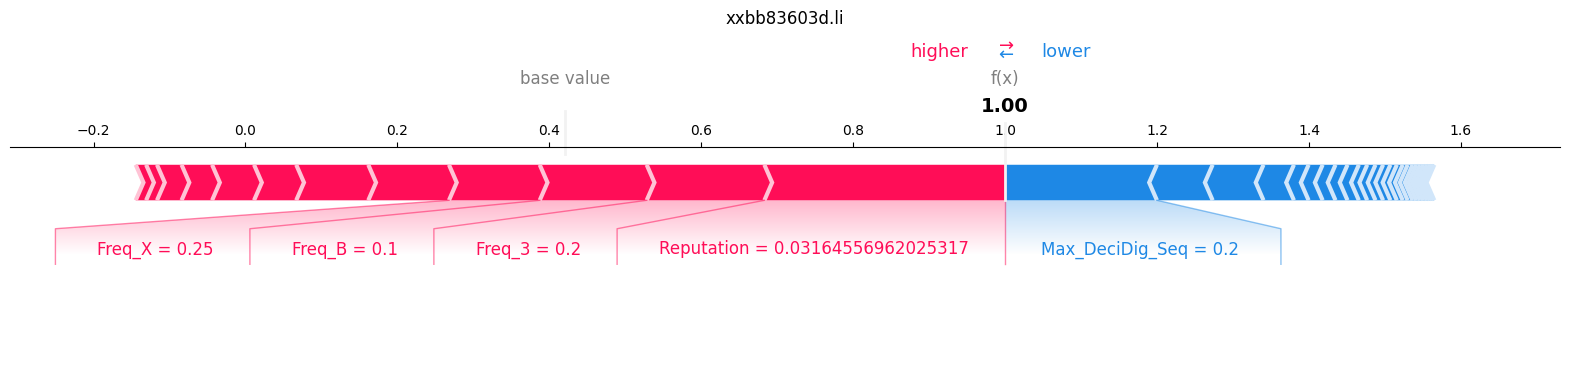 xxbb83603d.li
higher ⇄ lower
base value f(x)
1.00
−0.2 0.0 0.2 0.4 0.6 0.8 1.0 1.2 1.4 1.6
Freq_X = 0.25 Freq_B = 0.1 Freq_3 = 0.2 Reputation = 0.03164556962025317 Max_DeciDig_Seq = 0.2